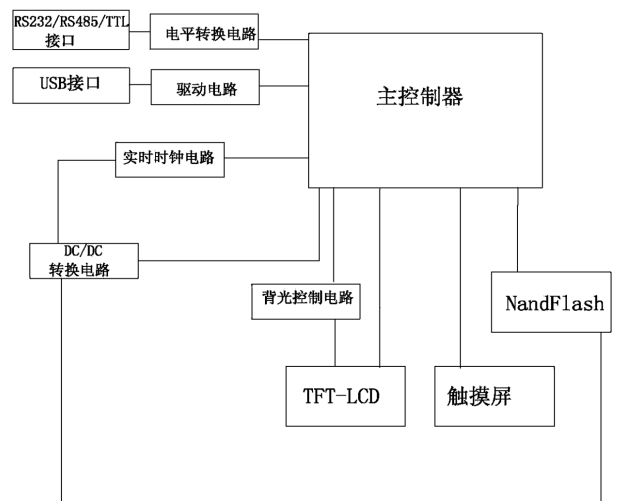 RS232/RS485/TTL
接口
电平转换电路
USB接口
驱动电路
主控制器
实时时钟电路
DC/DC
转换电路
背光控制电路
NandFlash
TFT-LCD
触摸屏